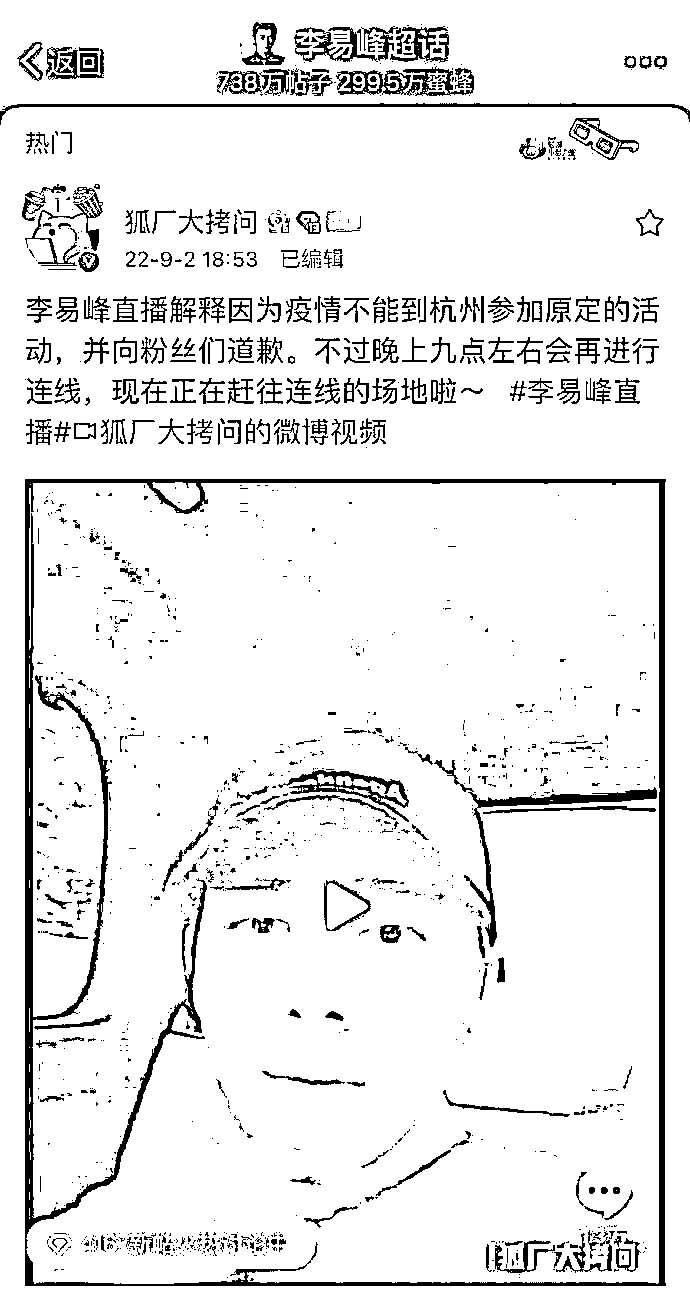 返回
李易峰超话
738万帖子 299.5万蜜蜂
热门
狐厂大拷问
22-9-2 18:53 已编辑
李易峰直播解释因为疫情不能到杭州参加原定的活
动，并向粉丝们道歉。不过晚上九点左右会再进行
连线，现在正在赶往连线的场地啦～ #李易峰直
播#狐厂大拷问的微博视频
狐厂大拷问